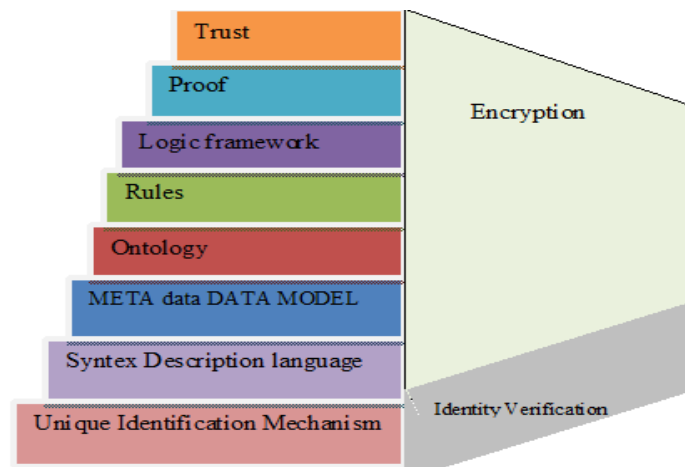 Trust
Proof
Encryption
Logic framework
Rules
Ontology
META data DATA MODEL
Syntex Description language
Identity Verification
Unique Identification Mechanism